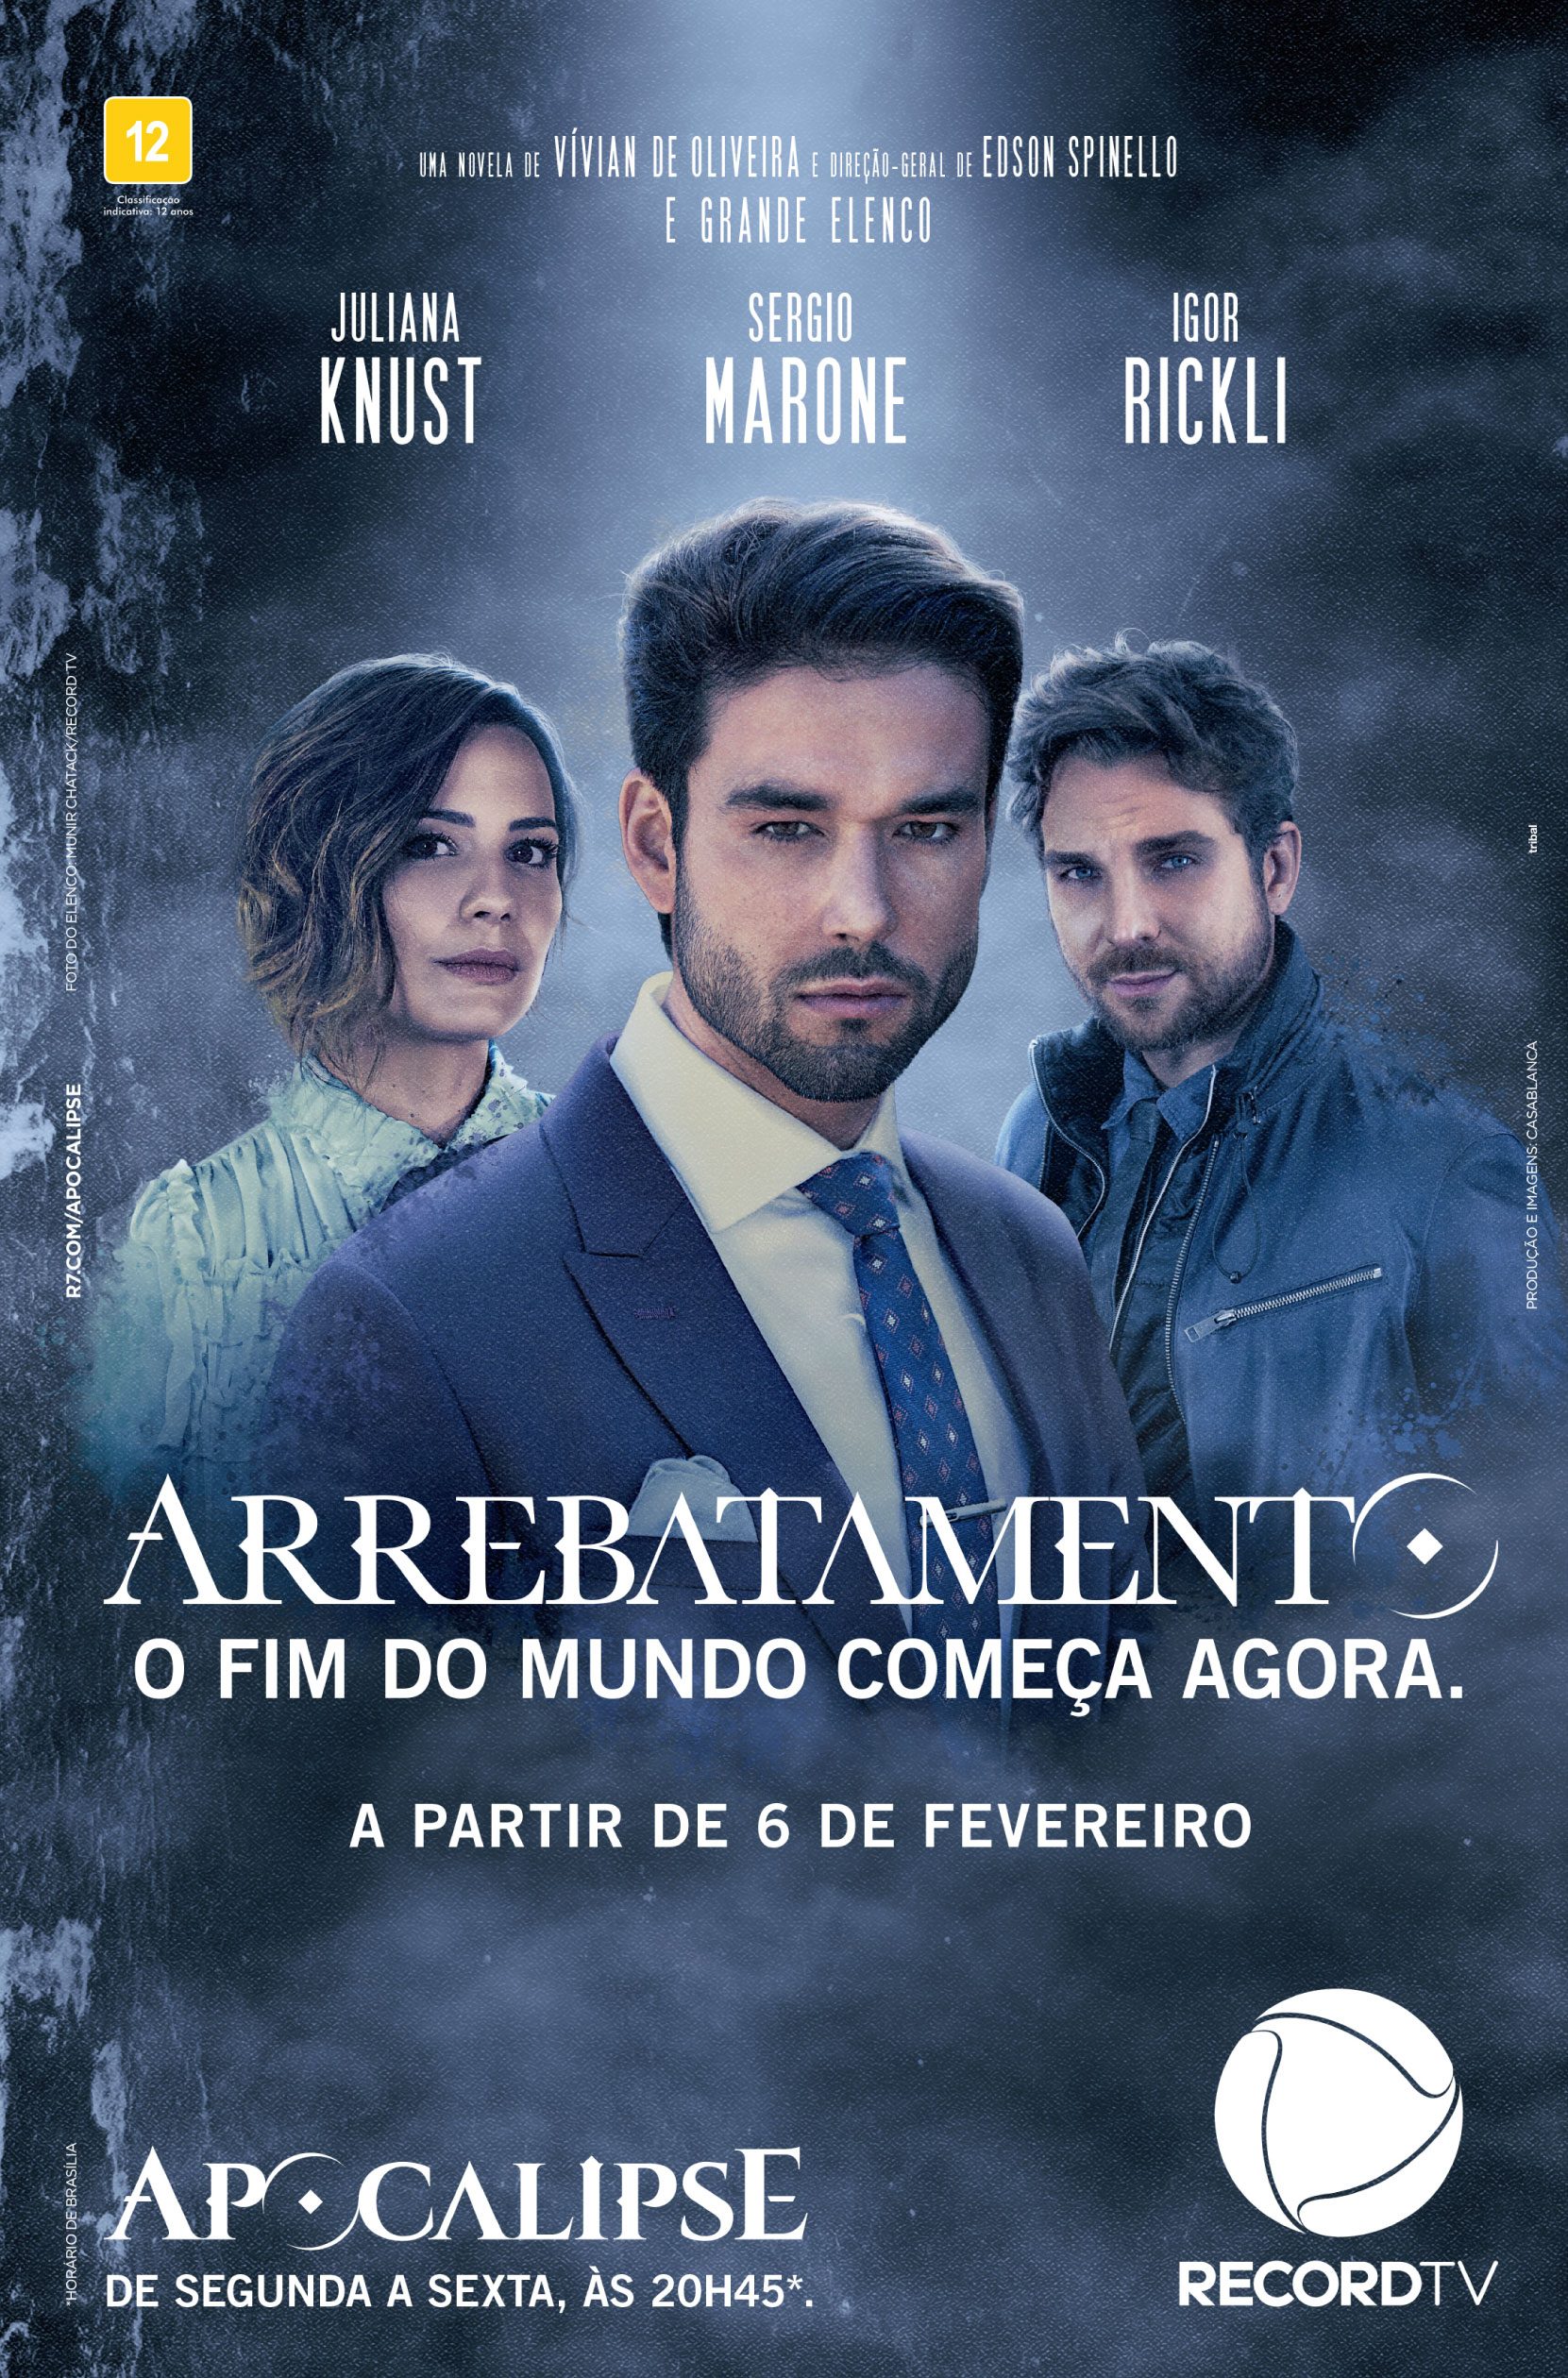 12
Classificação
indicativa: 12 anos
UMA NOVELA DE VÍVIAN DE OLIVEIRA E DIREÇÃO-GERAL DE EDSON SPINELLO
E GRANDE ELENCO
JULIANA
KNUST
SERGIO
MARONE
IGOR
RICKLI
FOTO DO ELENCO: MUNIR CHATACK/RECORD TV
R7.COM/APOCALIPSE
tribal
PRODUÇÃO E IMAGENS: CASABLANCA
ARREBATAMENTO
O FIM DO MUNDO COMEÇA AGORA.
A PARTIR DE 6 DE FEVEREIRO
*HORÁRIO DE BRASÍLIA
APOCALIPSE
DE SEGUNDA A SEXTA, ÀS 20H45*.
RECORDTV